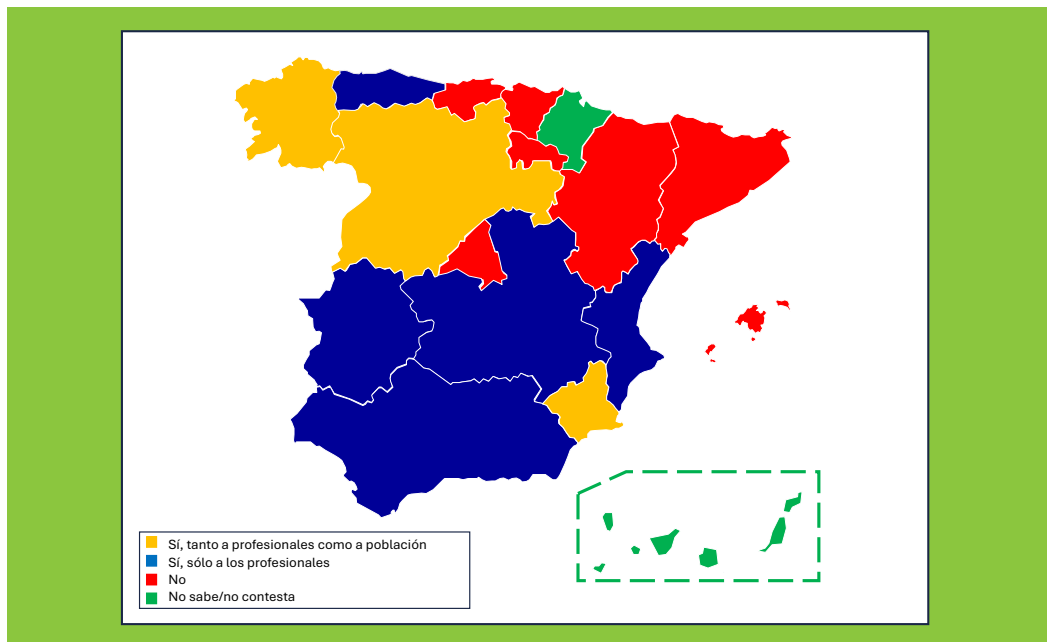 Sí, tanto a profesionales como a población
Sí, sólo a los profesionales
No
No sabe/no contesta